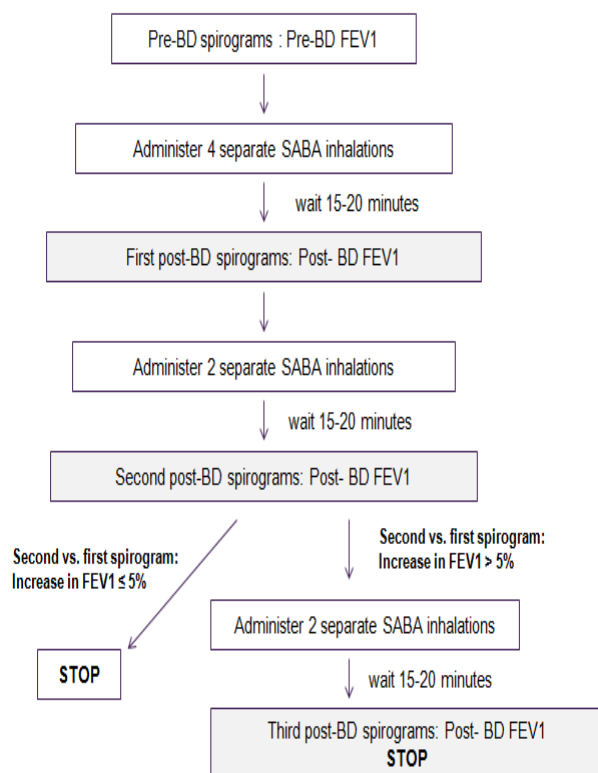 Pre-BD spirograms : Pre-BD FEV1
Administer 4 separate SABA inhalations
wait 15-20 minutes
First post-BD spirograms: Post- BD FEV1
Administer 2 separate SABA inhalations
wait 15-20 minutes
Second post-BD spirograms: Post- BD FEV1
Second vs. first spirogram:
Increase in FEV1 ≤ 5%
Second vs. first spirogram:
Increase in FEV1 > 5%
STOP
Administer 2 separate SABA inhalations
wait 15-20 minutes
Third post-BD spirograms: Post- BD FEV1
STOP